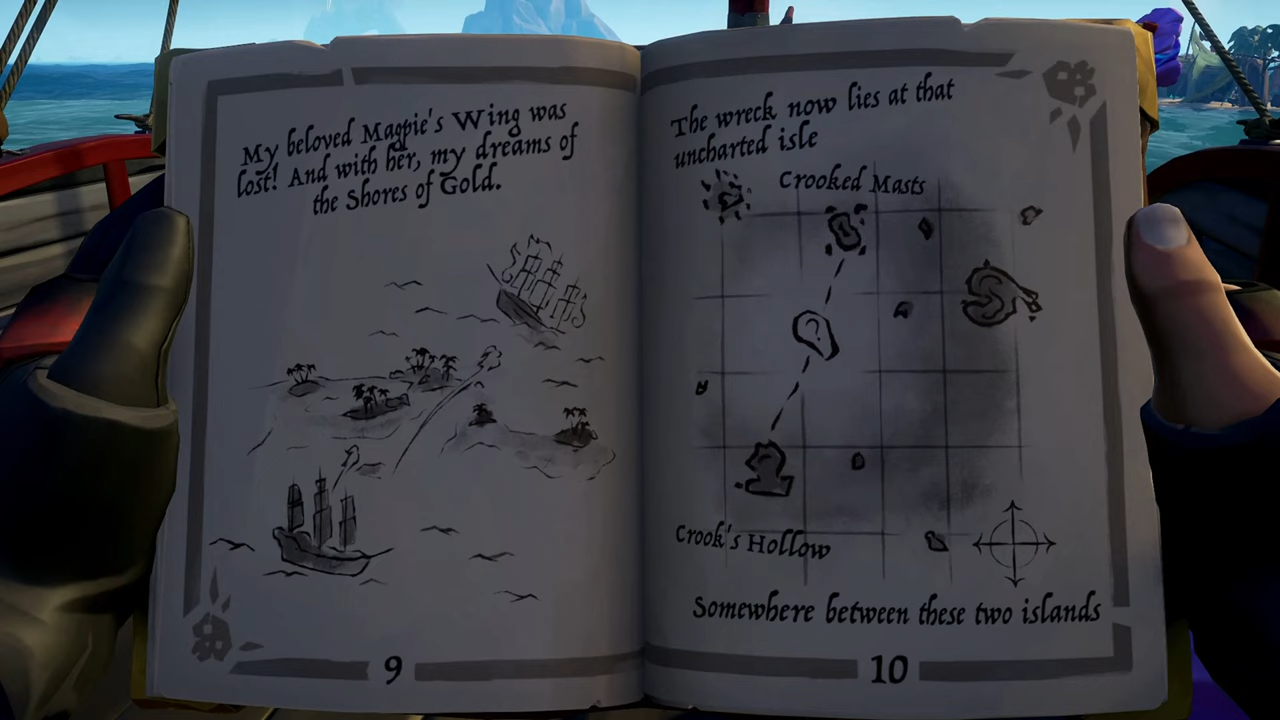 My beloved Magpie's Wing was
lost! And with her, my dreams of
the Shores of Gold.
9
The wreck now lies at that
uncharted isle
Crooked Masts
?
Crook's Hollow
Somewhere between these two islands
10